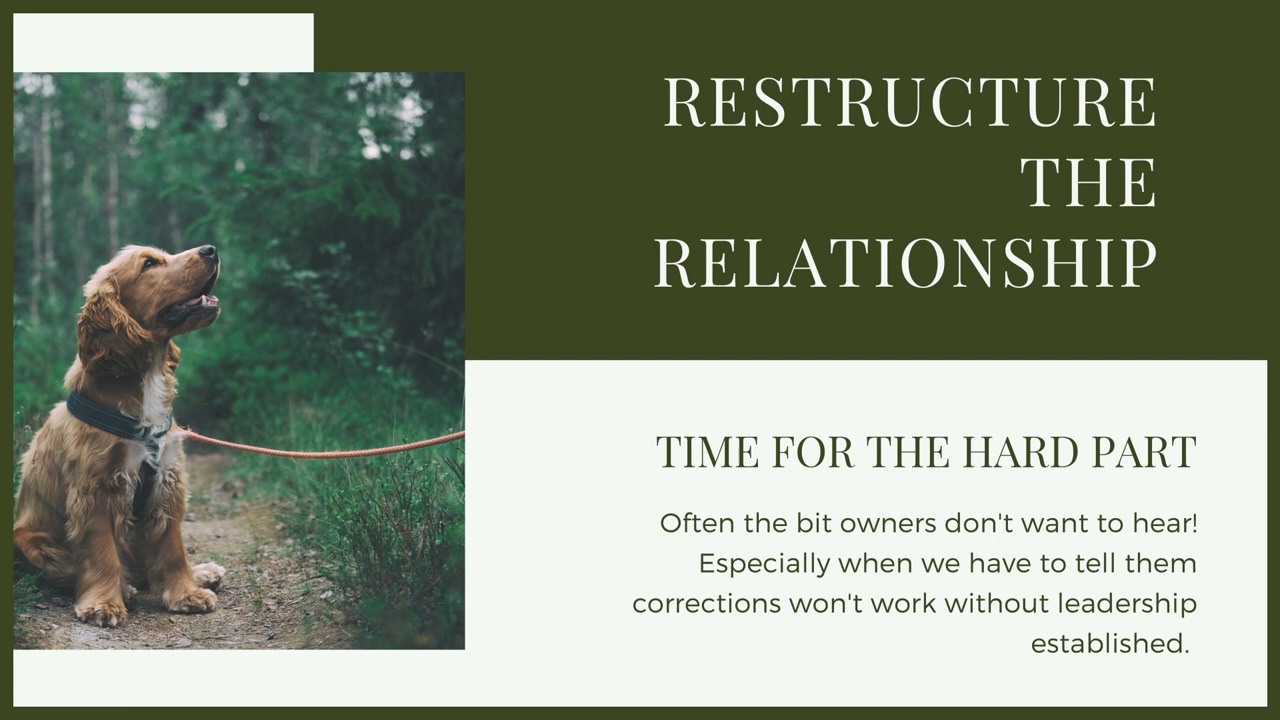 RESTRUCTURE
THE
RELATIONSHIP
TIME FOR THE HARD PART
Often the bit owners don't want to hear!
Especially when we have to tell them
corrections won't work without leadership
established.